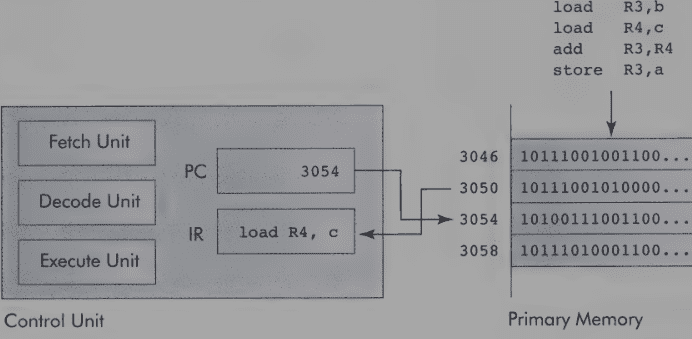 load R3,b
load R4,c
add R3,R4
store R3,a
Fetch Unit
Decode Unit
Execute Unit
PC 3054
IR load R4, c
3046 10111001001100...
3050 10111001010000...
3054 10100111001100...
3058 10111010001100...
Control Unit
Primary Memory